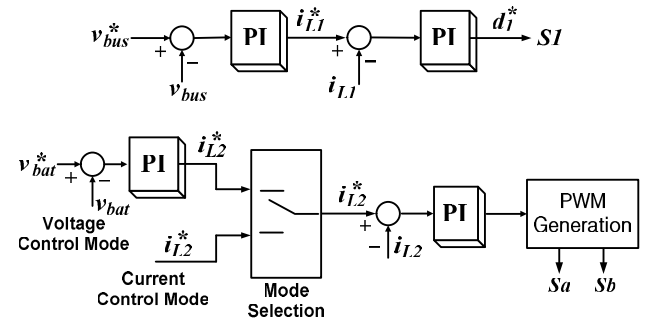 v*bus
+
−
vbus
PI
i*L1
+
−
iL1
PI
d*1
S1
v*bat
+
−
vbat
PI
i*L2
Voltage
Control Mode
i*L2
Current
Control Mode
Mode
Selection
i*L2
+
−
iL2
PI
PWM
Generation
Sa Sb